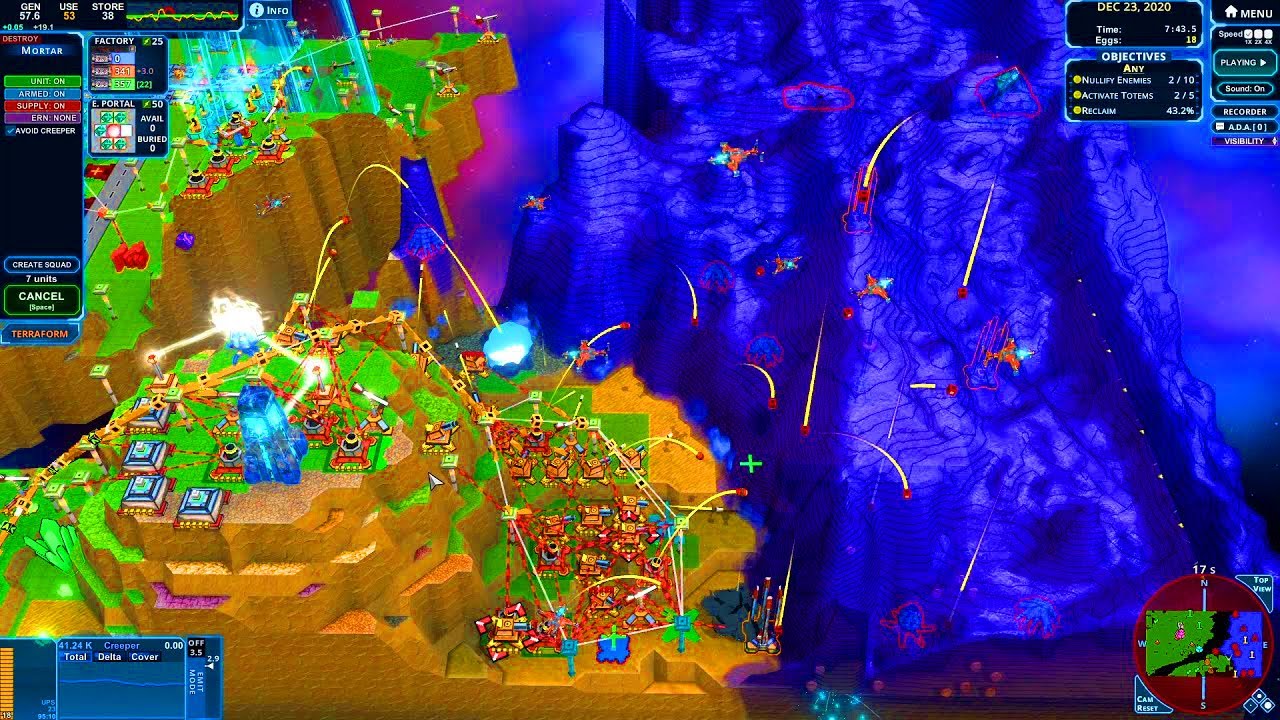 GEN USE STORE
57.6 53 38
+0.05 +19.1
Info
DESTROY
MORTAR
UNIT: ON
ARMED: ON
SUPPLY: ON
ERN: NONE
AVOID CREEPER
FACTORY 25
0
341 +3.0
357 [22]
E. PORTAL 50
AVAIL
0
BURIED
0
CREATE SQUAD
7 units
CANCEL
[Space]
TERRAFORM
DEC 23, 2020
Time: 7:43.5
Eggs: 18
OBJECTIVES
ANY
NULLIFY ENEMIES 2 / 10
ACTIVATE TOTEMS 2 / 5
RECLAIM 43.2%
MENU
Speed
1X 2X 4X
PLAYING
Sound: On
RECORDER
A.D.A. [ 0 ]
VISIBILITY
41.24 K Creeper 0.00
Total Delta Cover
OFF
3.5
2.9
EMIT
MODE
UPS
23
18
17 s
TOP
VIEW
N
W E
S
CAM
RESET